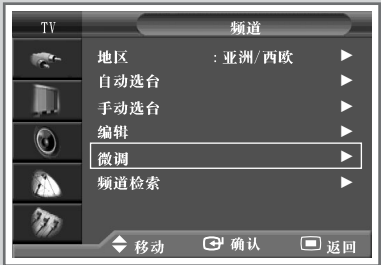 TV 频道
地区 : 亚洲/西欧 ▶
自动选台 ▶
手动选台 ▶
编辑 ▶
微调 ▶
频道检索 ▶
移动 确认 返回